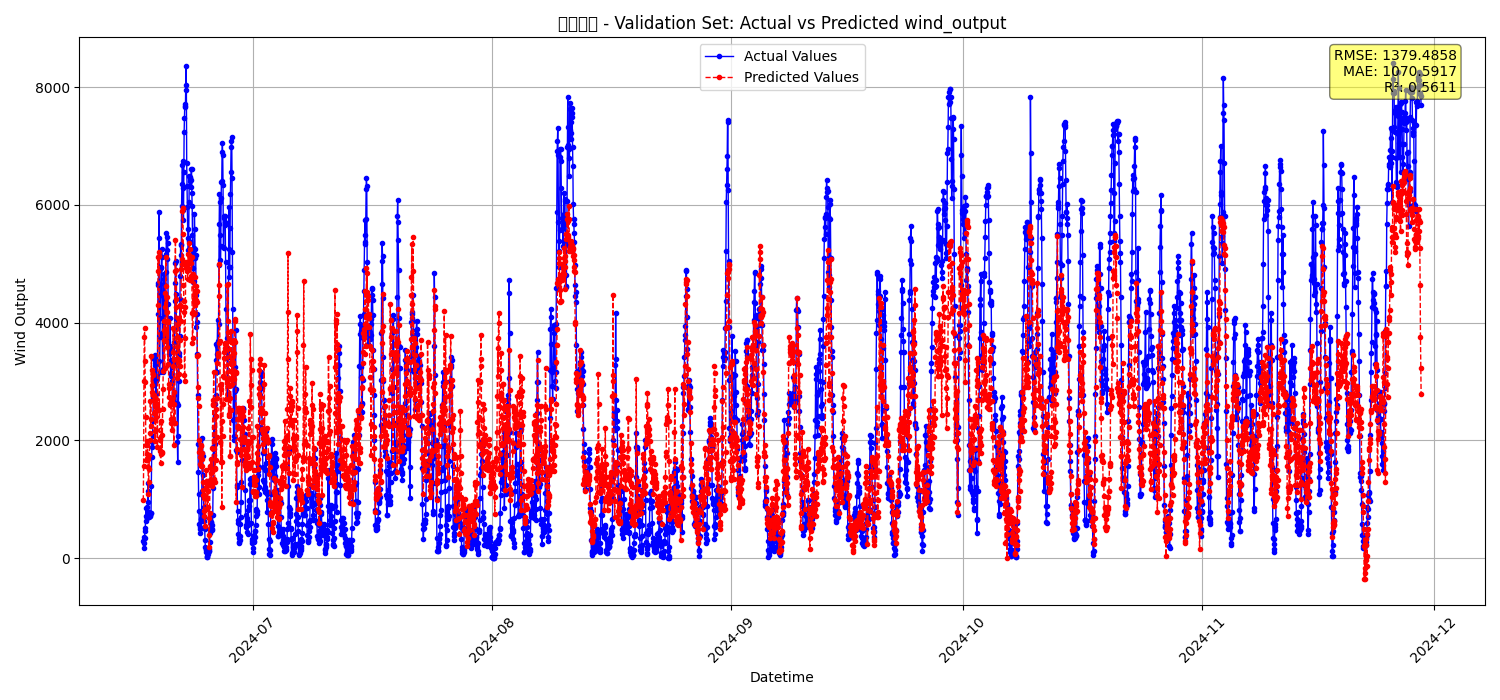 - Validation Set: Actual vs Predicted wind_output
Actual Values
Predicted Values
RMSE: 1379.4858
MAE: 1070.5917
R²: 0.5611
Wind Output
8000
6000
4000
2000
0
2024-07
2024-08
2024-09
2024-10
2024-11
2024-12
Datetime